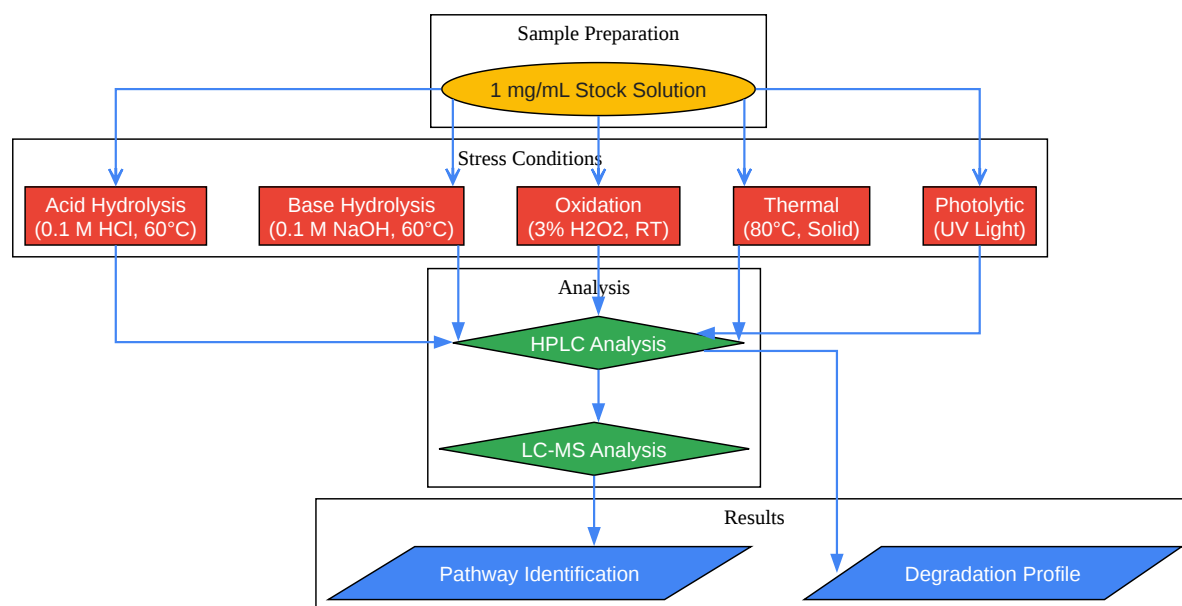 Sample Preparation
1 mg/mL Stock Solution
Stress Conditions
Acid Hydrolysis
(0.1 M HCl, 60°C)
Base Hydrolysis
(0.1 M NaOH, 60°C)
Oxidation
(3% H2O2, RT)
Thermal
(80°C, Solid)
Photolytic
(UV Light)
Analysis
HPLC Analysis
LC-MS Analysis
Results
Pathway Identification
Degradation Profile